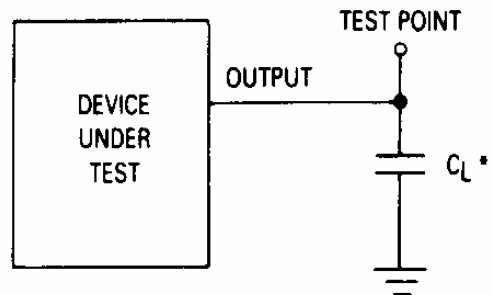 TEST POINT
OUTPUT
DEVICE
UNDER
TEST
CL*